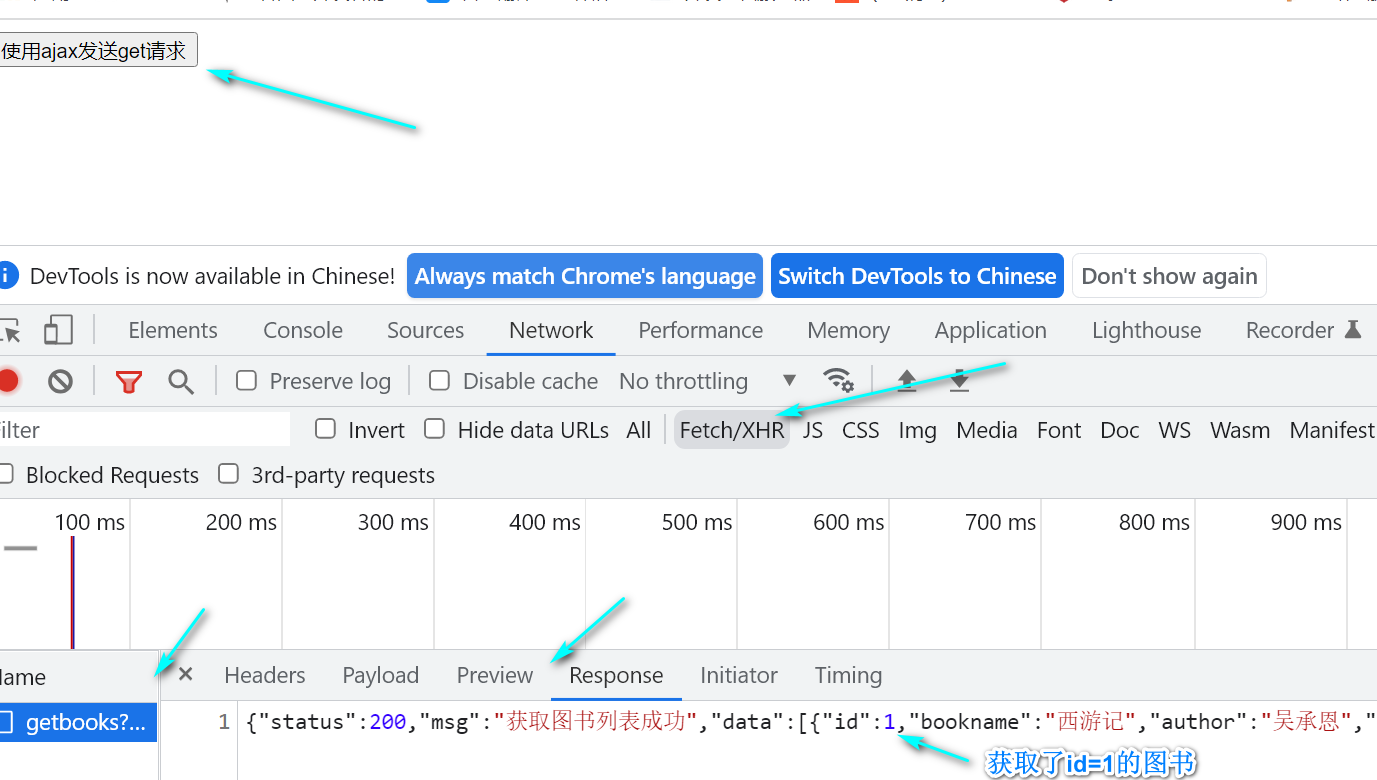 使用ajax发送get请求
DevTools is now available in Chinese! Always match Chrome's language Switch DevTools to Chinese Don't show again
Elements Console Sources Network Performance Memory Application Lighthouse Recorder
Preserve log Disable cache No throttling
ilter Invert Hide data URLs All Fetch/XHR JS CSS Img Media Font Doc WS Wasm Manifest
Blocked Requests 3rd-party requests
100 ms 200 ms 300 ms 400 ms 500 ms 600 ms 700 ms 800 ms 900 ms
lame Headers Payload Preview Response Initiator Timing
getbooks?... 1 {"status":200,"msg":"获取图书列表成功","data":[{"id":1,"bookname":"西游记","author":"吴承恩","
获取了id=1的图书